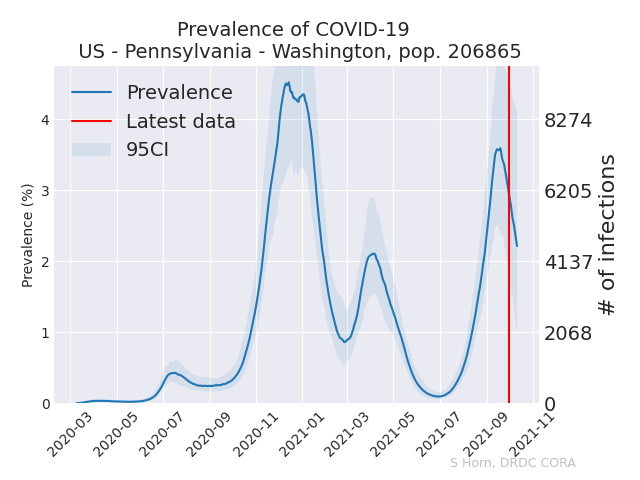 Prevalence of COVID-19
US - Pennsylvania - Washington, pop. 206865
Prevalence
Latest data
95CI
Prevalence (%)
4
3
2
1
0
8274
6205
4137
2068
0
# of infections
2020-03
2020-05
2020-07
2020-09
2020-11
2021-01
2021-03
2021-05
2021-07
2021-09
2021-11
S Horn, DRDC CORA